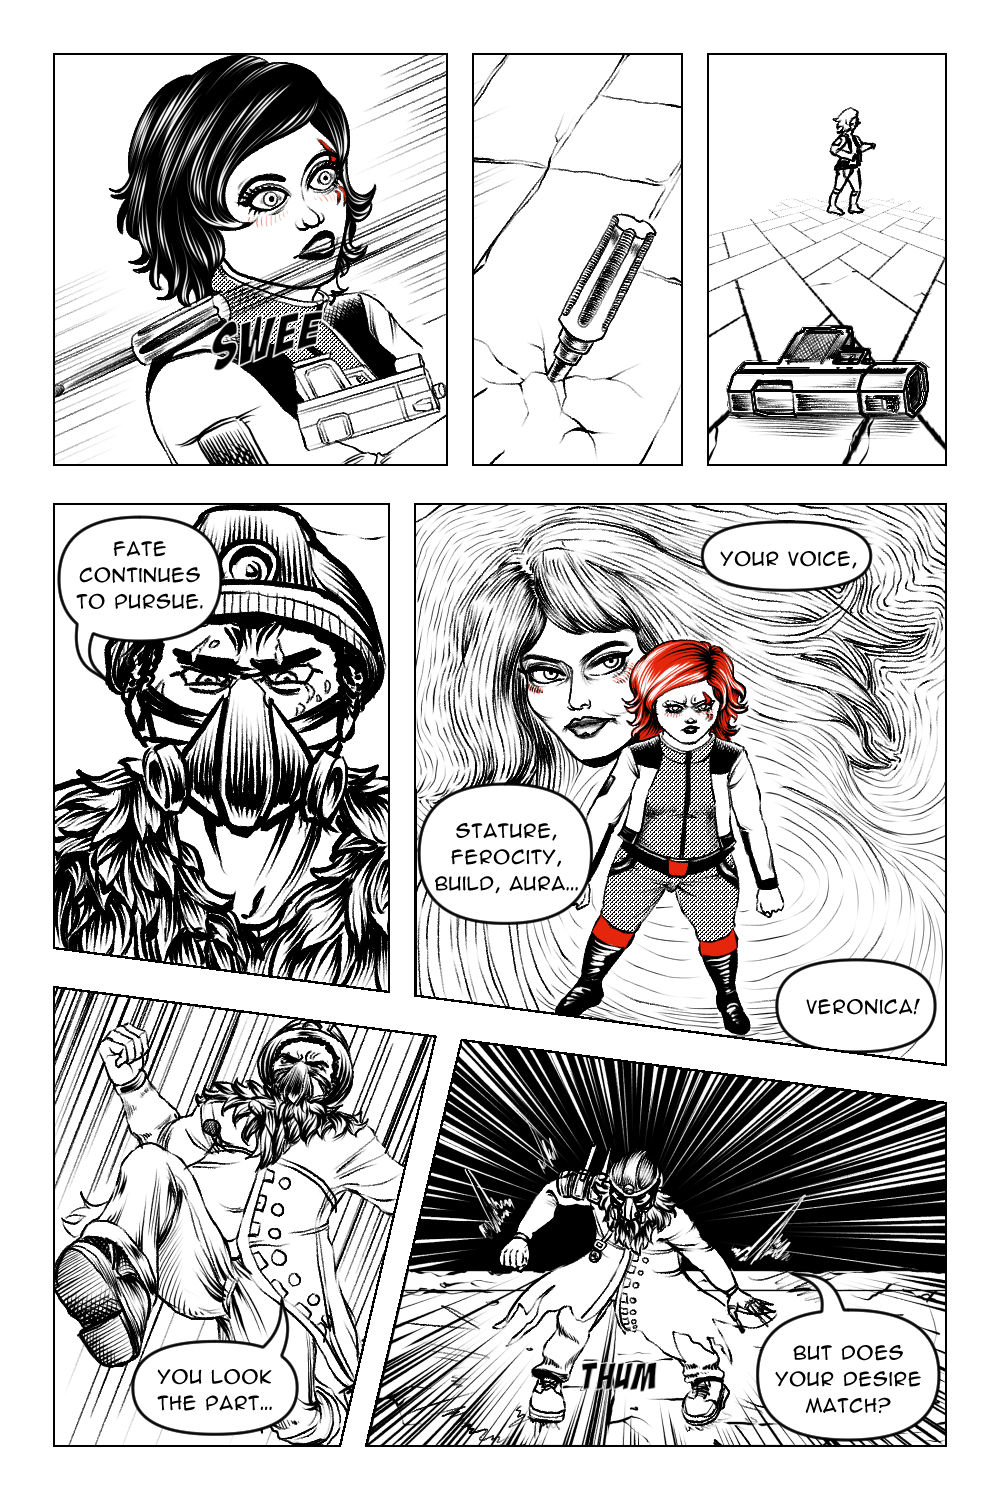 SWEE
FATE
CONTINUES
TO PURSUE.
YOUR VOICE,
STATURE,
FEROCITY,
BUILD, AURA...
VERONICA!
YOU LOOK
THE PART...
THUM
BUT DOES
YOUR DESIRE
MATCH?